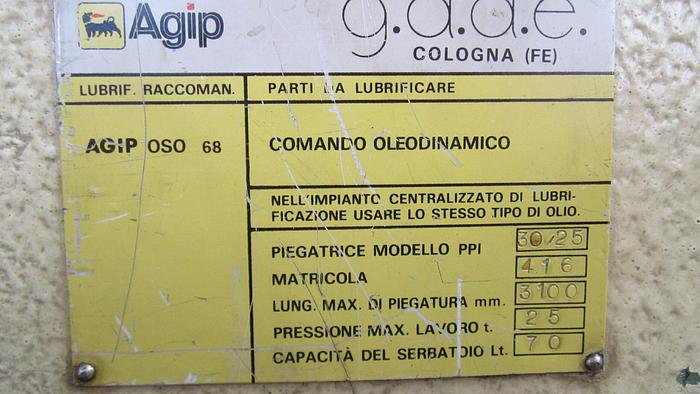 Agip g.a.d.e.
COLOGNA (FE)
LUBRIF. RACCOMAN. PARTI DA LUBRIFICARE
AGIP OSO 68 COMANDO OLEODINAMICO
NELL'IMPIANTO CENTRALIZZATO DI LUBRI-
FICAZIONE USARE LO STESSO TIPO DI OLIO.
PIEGATRICE MODELLO PPI 30/25
MATRICOLA 416
LUNG. MAX. DI PIEGATURA mm. 3100
PRESSIONE MAX. LAVORO t. 25
CAPACITÀ DEL SERBATOIO Lt. 70